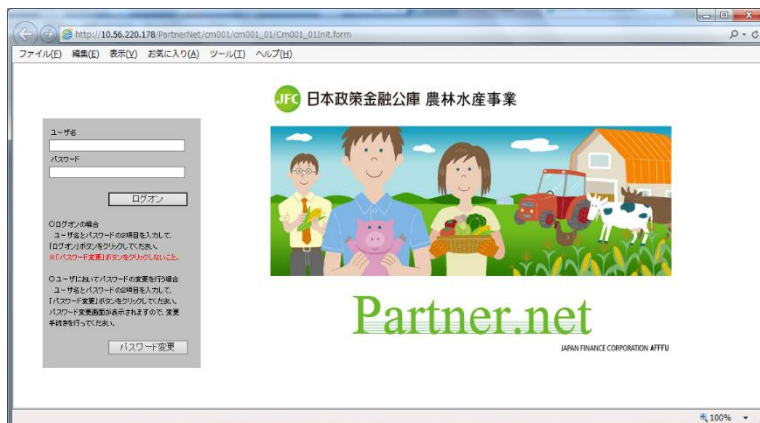 http://10.56.220.178/PartnerNet/cm001/cm001_01/Cm001_01Init.form
ファイル(F) 編集(E) 表示(V) お気に入り(A) ツール(T) ヘルプ(H)
JFC 日本政策金融公庫 農林水産事業
ユーザ名
パスワード
ログオン
○ログオンの場合
ユーザ名とパスワードの2項目を入力して、
「ログオン」ボタンをクリックしてください。
※「パスワード変更」ボタンをクリックしないこと。
○ユーザにおいてパスワードの変更を行う場合
ユーザ名とパスワードの2項目を入力して、
「パスワード変更」ボタンをクリックしてください。
パスワード変更画面が表示されますので、変更
手続きを行ってください。
パスワード変更
Partner.net
JAPAN FINANCE CORPORATION AFFFU
100%